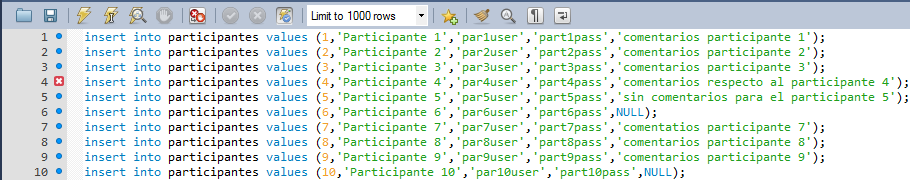 Limit to 1000 rows
1 insert into participantes values (1,'Participante 1','par1user','part1pass','comentarios participante 1');
2 insert into participantes values (2,'Participante 2','par2user','part2pass','comentarios participante 2');
3 insert into participantes values (3,'Participante 3','par3user','part3pass','comentarios participante 3');
4 insert into participantes values (4,'Participante 4','par4user','part4pass','comentarios respecto al participante 4');
5 insert into participantes values (5,'Participante 5','par5user','part5pass','sin comentarios para el participante 5');
6 insert into participantes values (6,'Participante 6','par6user','part6pass',NULL);
7 insert into participantes values (7,'Participante 7','par7user','part7pass','comentatios participante 7');
8 insert into participantes values (8,'Participante 8','par8user','part8pass','comentarios participante 8');
9 insert into participantes values (9,'Participante 9','par9user','part9pass','comentarios participante 9');
10 insert into participantes values (10,'Participante 10','par10user','part10pass',NULL);